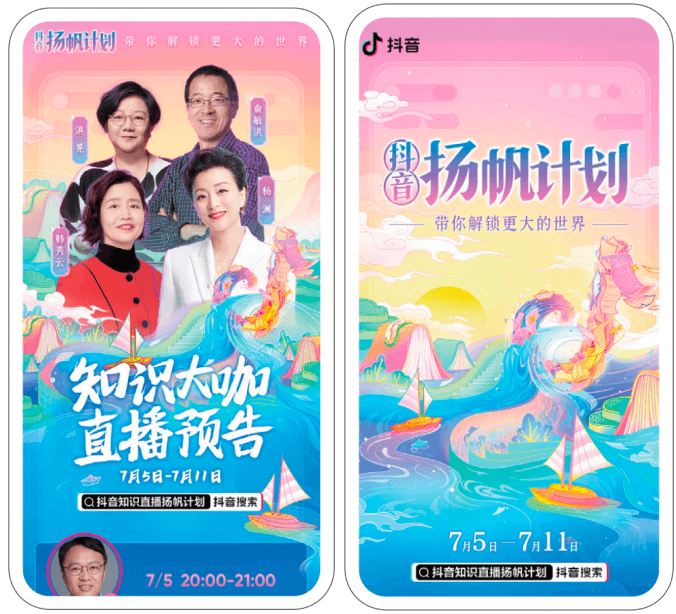 抖音 扬帆计划 带你解锁更大的世界
洪晃
俞敏洪
韩秀云
杨澜
知识大咖
直播预告
7月5日-7月11日
抖音知识直播扬帆计划 抖音搜索
7/5 20:00-21:00
抖音
抖音 扬帆计划
带你解锁更大的世界
7月5日—7月11日
抖音知识直播扬帆计划 抖音搜索